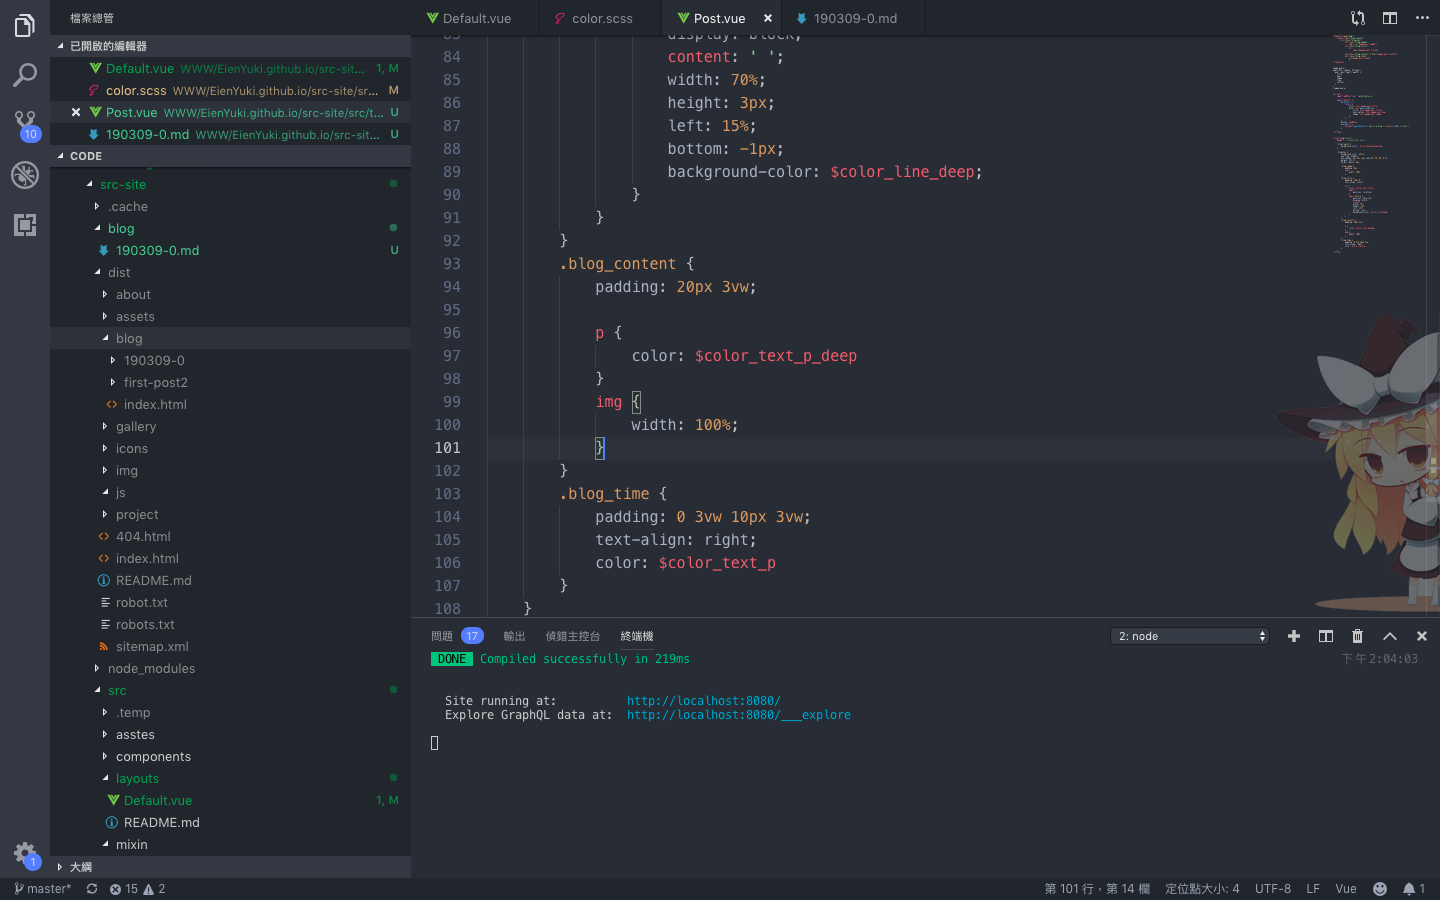 檔案總管
已開啟的編輯器
Default.vue WWW/EienYuki.github.io/src-sit... 1, M
color.scss WWW/EienYuki.github.io/src-site/sr... M
Post.vue WWW/EienYuki.github.io/src-site/src/t... U
190309-0.md WWW/EienYuki.github.io/src-sit... U
10
CODE
src-site
.cache
blog
190309-0.md U
dist
about
assets
blog
190309-0
first-post2
index.html
gallery
icons
img
js
project
404.html
index.html
README.md
robot.txt
robots.txt
sitemap.xml
node_modules
src
.temp
asstes
components
layouts
Default.vue 1, M
README.md
mixin
1
大綱
Default.vue color.scss Post.vue 190309-0.md
83 display: block;
84 content: ' ';
85 width: 70%;
86 height: 3px;
87 left: 15%;
88 bottom: -1px;
89 background-color: $color_line_deep;
90 }
91 }
92 }
93 .blog_content {
94 padding: 20px 3vw;
95
96 p {
97 color: $color_text_p_deep
98 }
99 img {
100 width: 100%;
101 }
102 }
103 .blog_time {
104 padding: 0 3vw 10px 3vw;
105 text-align: right;
106 color: $color_text_p
107 }
108 }
問題 17 輸出 偵錯主控台 終端機 2: node
DONE Compiled successfully in 219ms 下午2:04:03
Site running at: http://localhost:8080/
Explore GraphQL data at: http://localhost:8080/___explore
master* 15 2 第 101 行，第 14 欄 定位點大小: 4 UTF-8 LF Vue 1